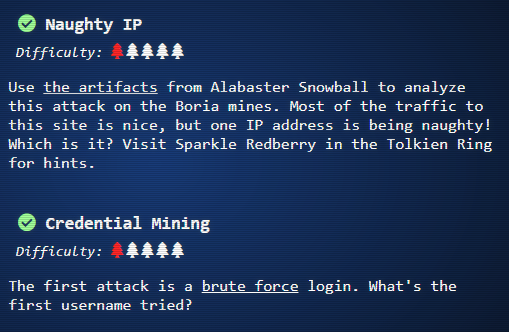 Naughty IP
Difficulty:
Use the artifacts from Alabaster Snowball to analyze
this attack on the Boria mines. Most of the traffic to
this site is nice, but one IP address is being naughty!
Which is it? Visit Sparkle Redberry in the Tolkien Ring
for hints.
Credential Mining
Difficulty:
The first attack is a brute force login. What's the
first username tried?